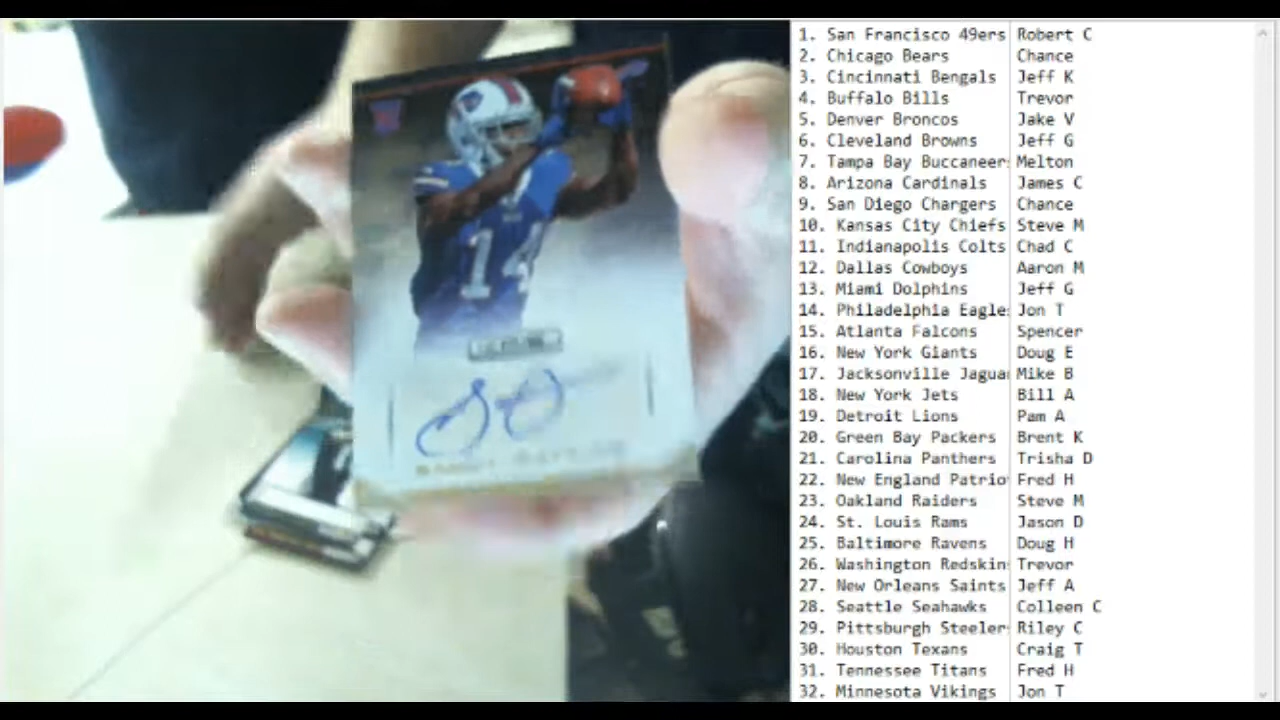 14
1. San Francisco 49ers Robert C
2. Chicago Bears Chance
3. Cincinnati Bengals Jeff K
4. Buffalo Bills Trevor
5. Denver Broncos Jake V
6. Cleveland Browns Jeff G
7. Tampa Bay Buccaneer Melton
8. Arizona Cardinals James C
9. San Diego Chargers Chance
10. Kansas City Chiefs Steve M
11. Indianapolis Colts Chad C
12. Dallas Cowboys Aaron M
13. Miami Dolphins Jeff G
14. Philadelphia Eagle Jon T
15. Atlanta Falcons Spencer
16. New York Giants Doug E
17. Jacksonville Jagua Mike B
18. New York Jets Bill A
19. Detroit Lions Pam A
20. Green Bay Packers Brent K
21. Carolina Panthers Trisha D
22. New England Patrio Fred H
23. Oakland Raiders Steve M
24. St. Louis Rams Jason D
25. Baltimore Ravens Doug H
26. Washington Redskin Trevor
27. New Orleans Saints Jeff A
28. Seattle Seahawks Colleen C
29. Pittsburgh Steeler Riley C
30. Houston Texans Craig T
31. Tennessee Titans Fred H
32. Minnesota Vikings Jon T